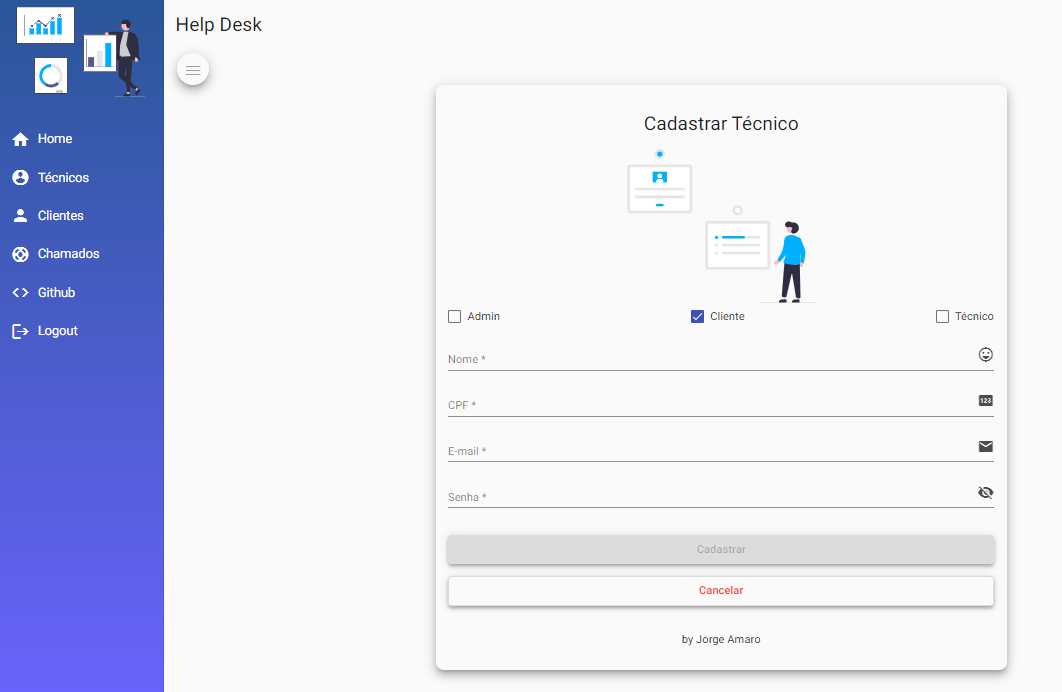 Help Desk
Home
Técnicos
Clientes
Chamados
Github
Logout
Cadastrar Técnico
Admin
Cliente
Técnico
Nome *
CPF *
123
E-mail *
Senha *
Cadastrar
Cancelar
by Jorge Amaro